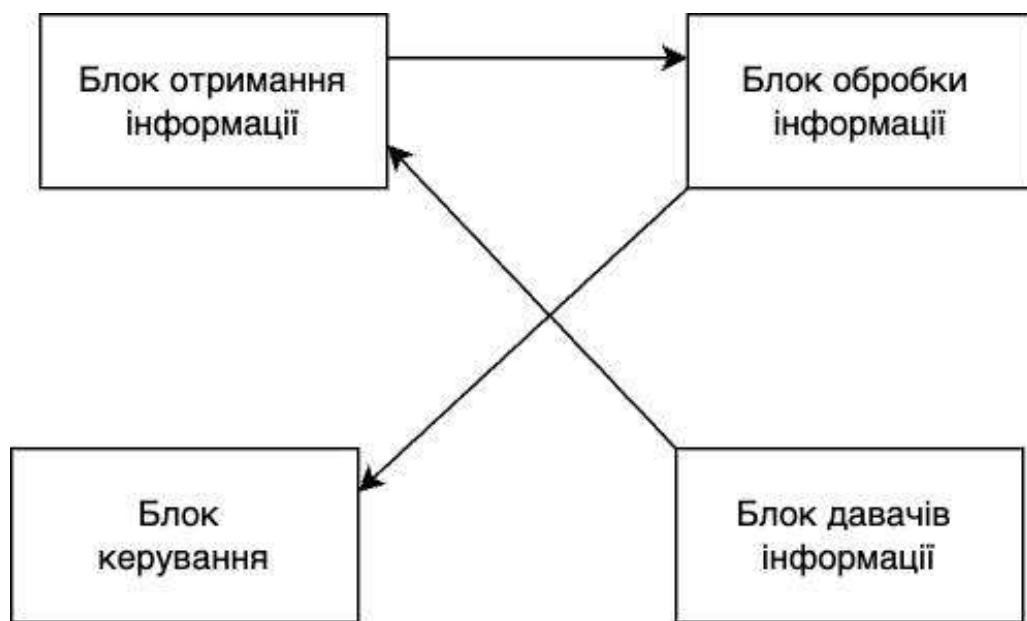 Блок отримання
інформації
Блок обробки
інформації
Блок
керування
Блок давачів
інформації